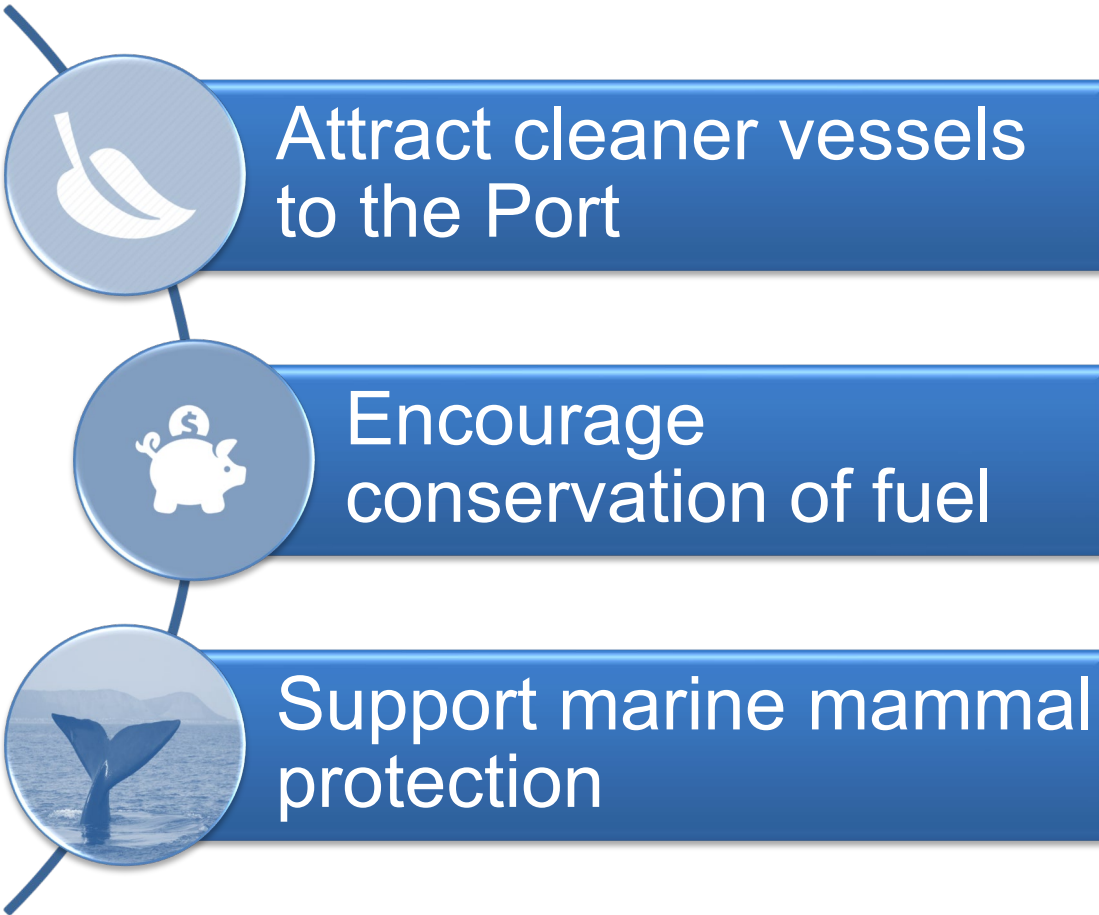 Attract cleaner vessels
to the Port
$
Encourage
conservation of fuel
Support marine mammal
protection